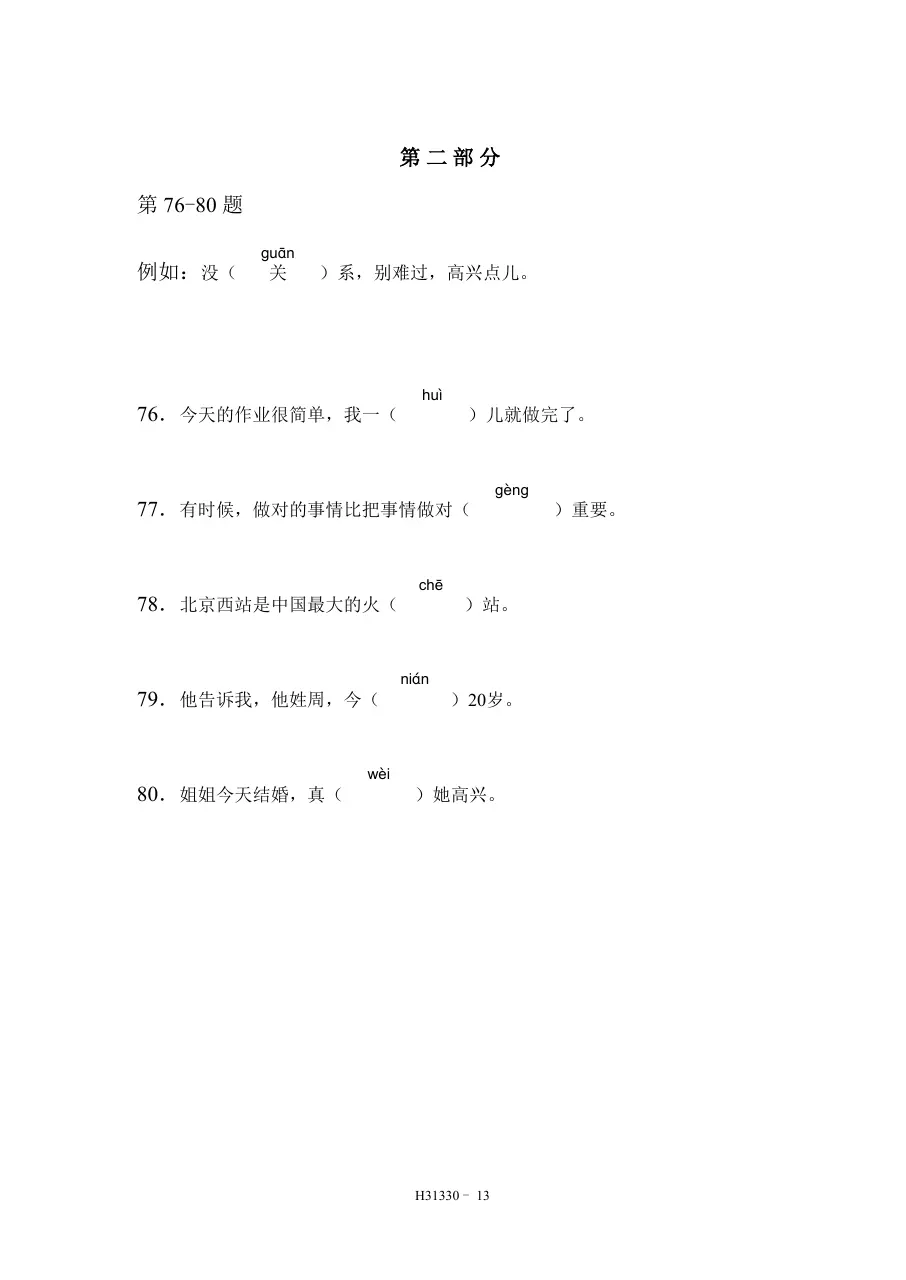 第二部分
第 76-80 题
guān
例如：没（ 关 ）系，别难过，高兴点儿。
huì
76．今天的作业很简单，我一（ ）儿就做完了。
gèng
77．有时候，做对的事情比把事情做对（ ）重要。
chē
78．北京西站是中国最大的火（ ）站。
nián
79．他告诉我，他姓周，今（ ）20岁。
wèi
80．姐姐今天结婚，真（ ）她高兴。
H31330 - 13